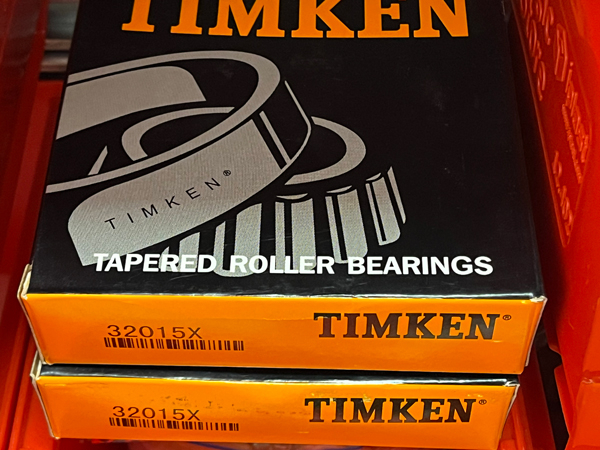 TIMKEN
TIMKEN®
TAPERED ROLLER BEARINGS
32015X
TIMKEN®
32015X
TIMKEN®